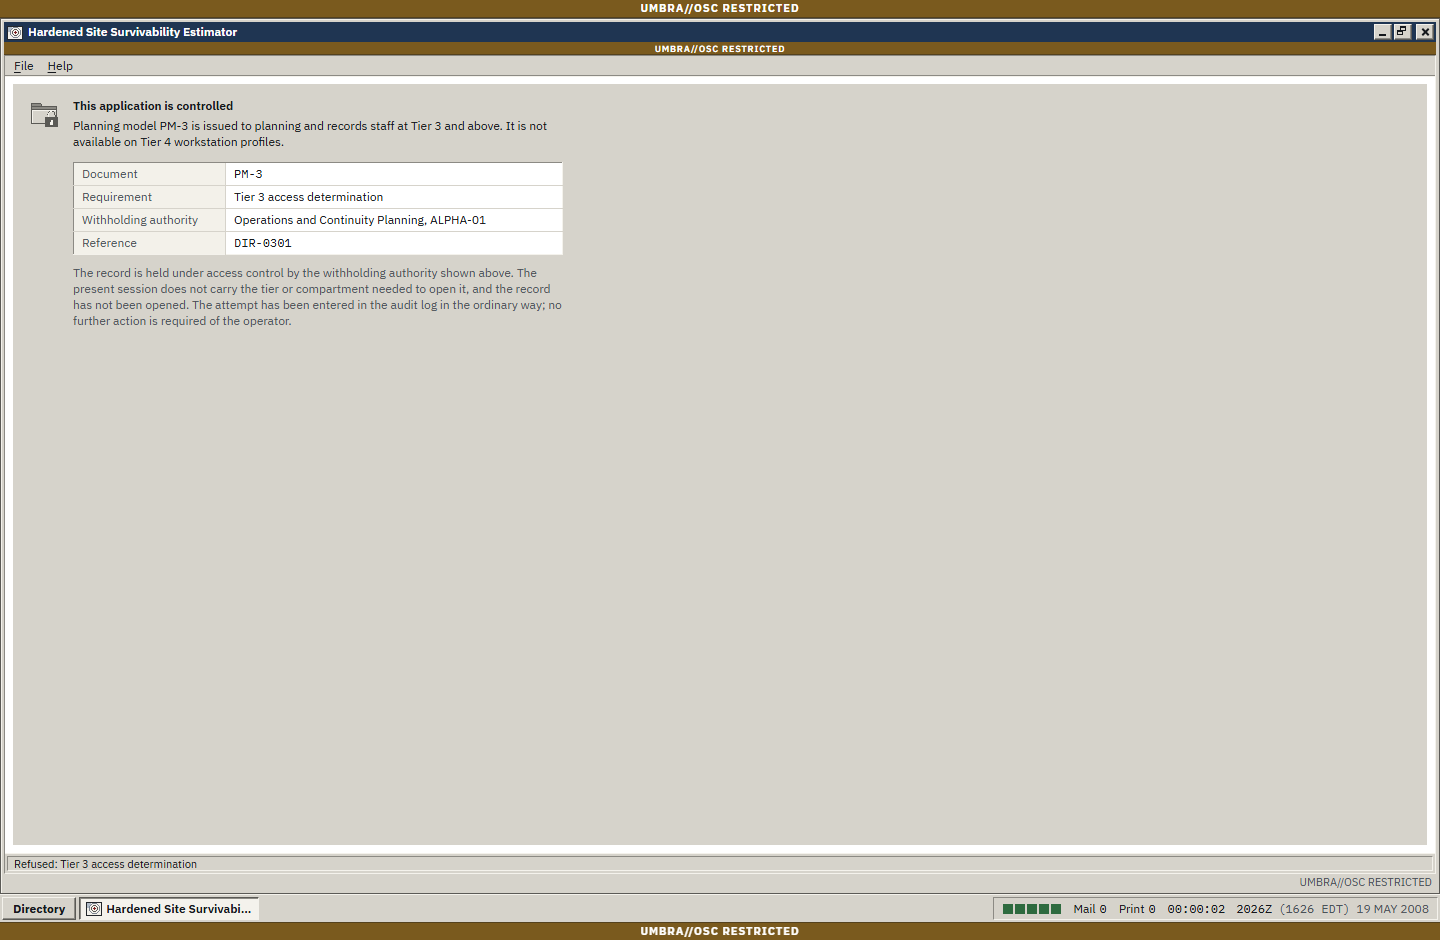 UMBRA//OSC RESTRICTED
Hardened Site Survivability Estimator
UMBRA//OSC RESTRICTED
File Help
This application is controlled
Planning model PM-3 is issued to planning and records staff at Tier 3 and above. It is not
available on Tier 4 workstation profiles.
Document PM-3
Requirement Tier 3 access determination
Withholding authority Operations and Continuity Planning, ALPHA-01
Reference DIR-0301
The record is held under access control by the withholding authority shown above. The
present session does not carry the tier or compartment needed to open it, and the record
has not been opened. The attempt has been entered in the audit log in the ordinary way; no
further action is required of the operator.
Refused: Tier 3 access determination
UMBRA//OSC RESTRICTED
Directory Hardened Site Survivabi... Mail 0 Print 0 00:00:02 2026Z (1626 EDT) 19 MAY 2008
UMBRA//OSC RESTRICTED